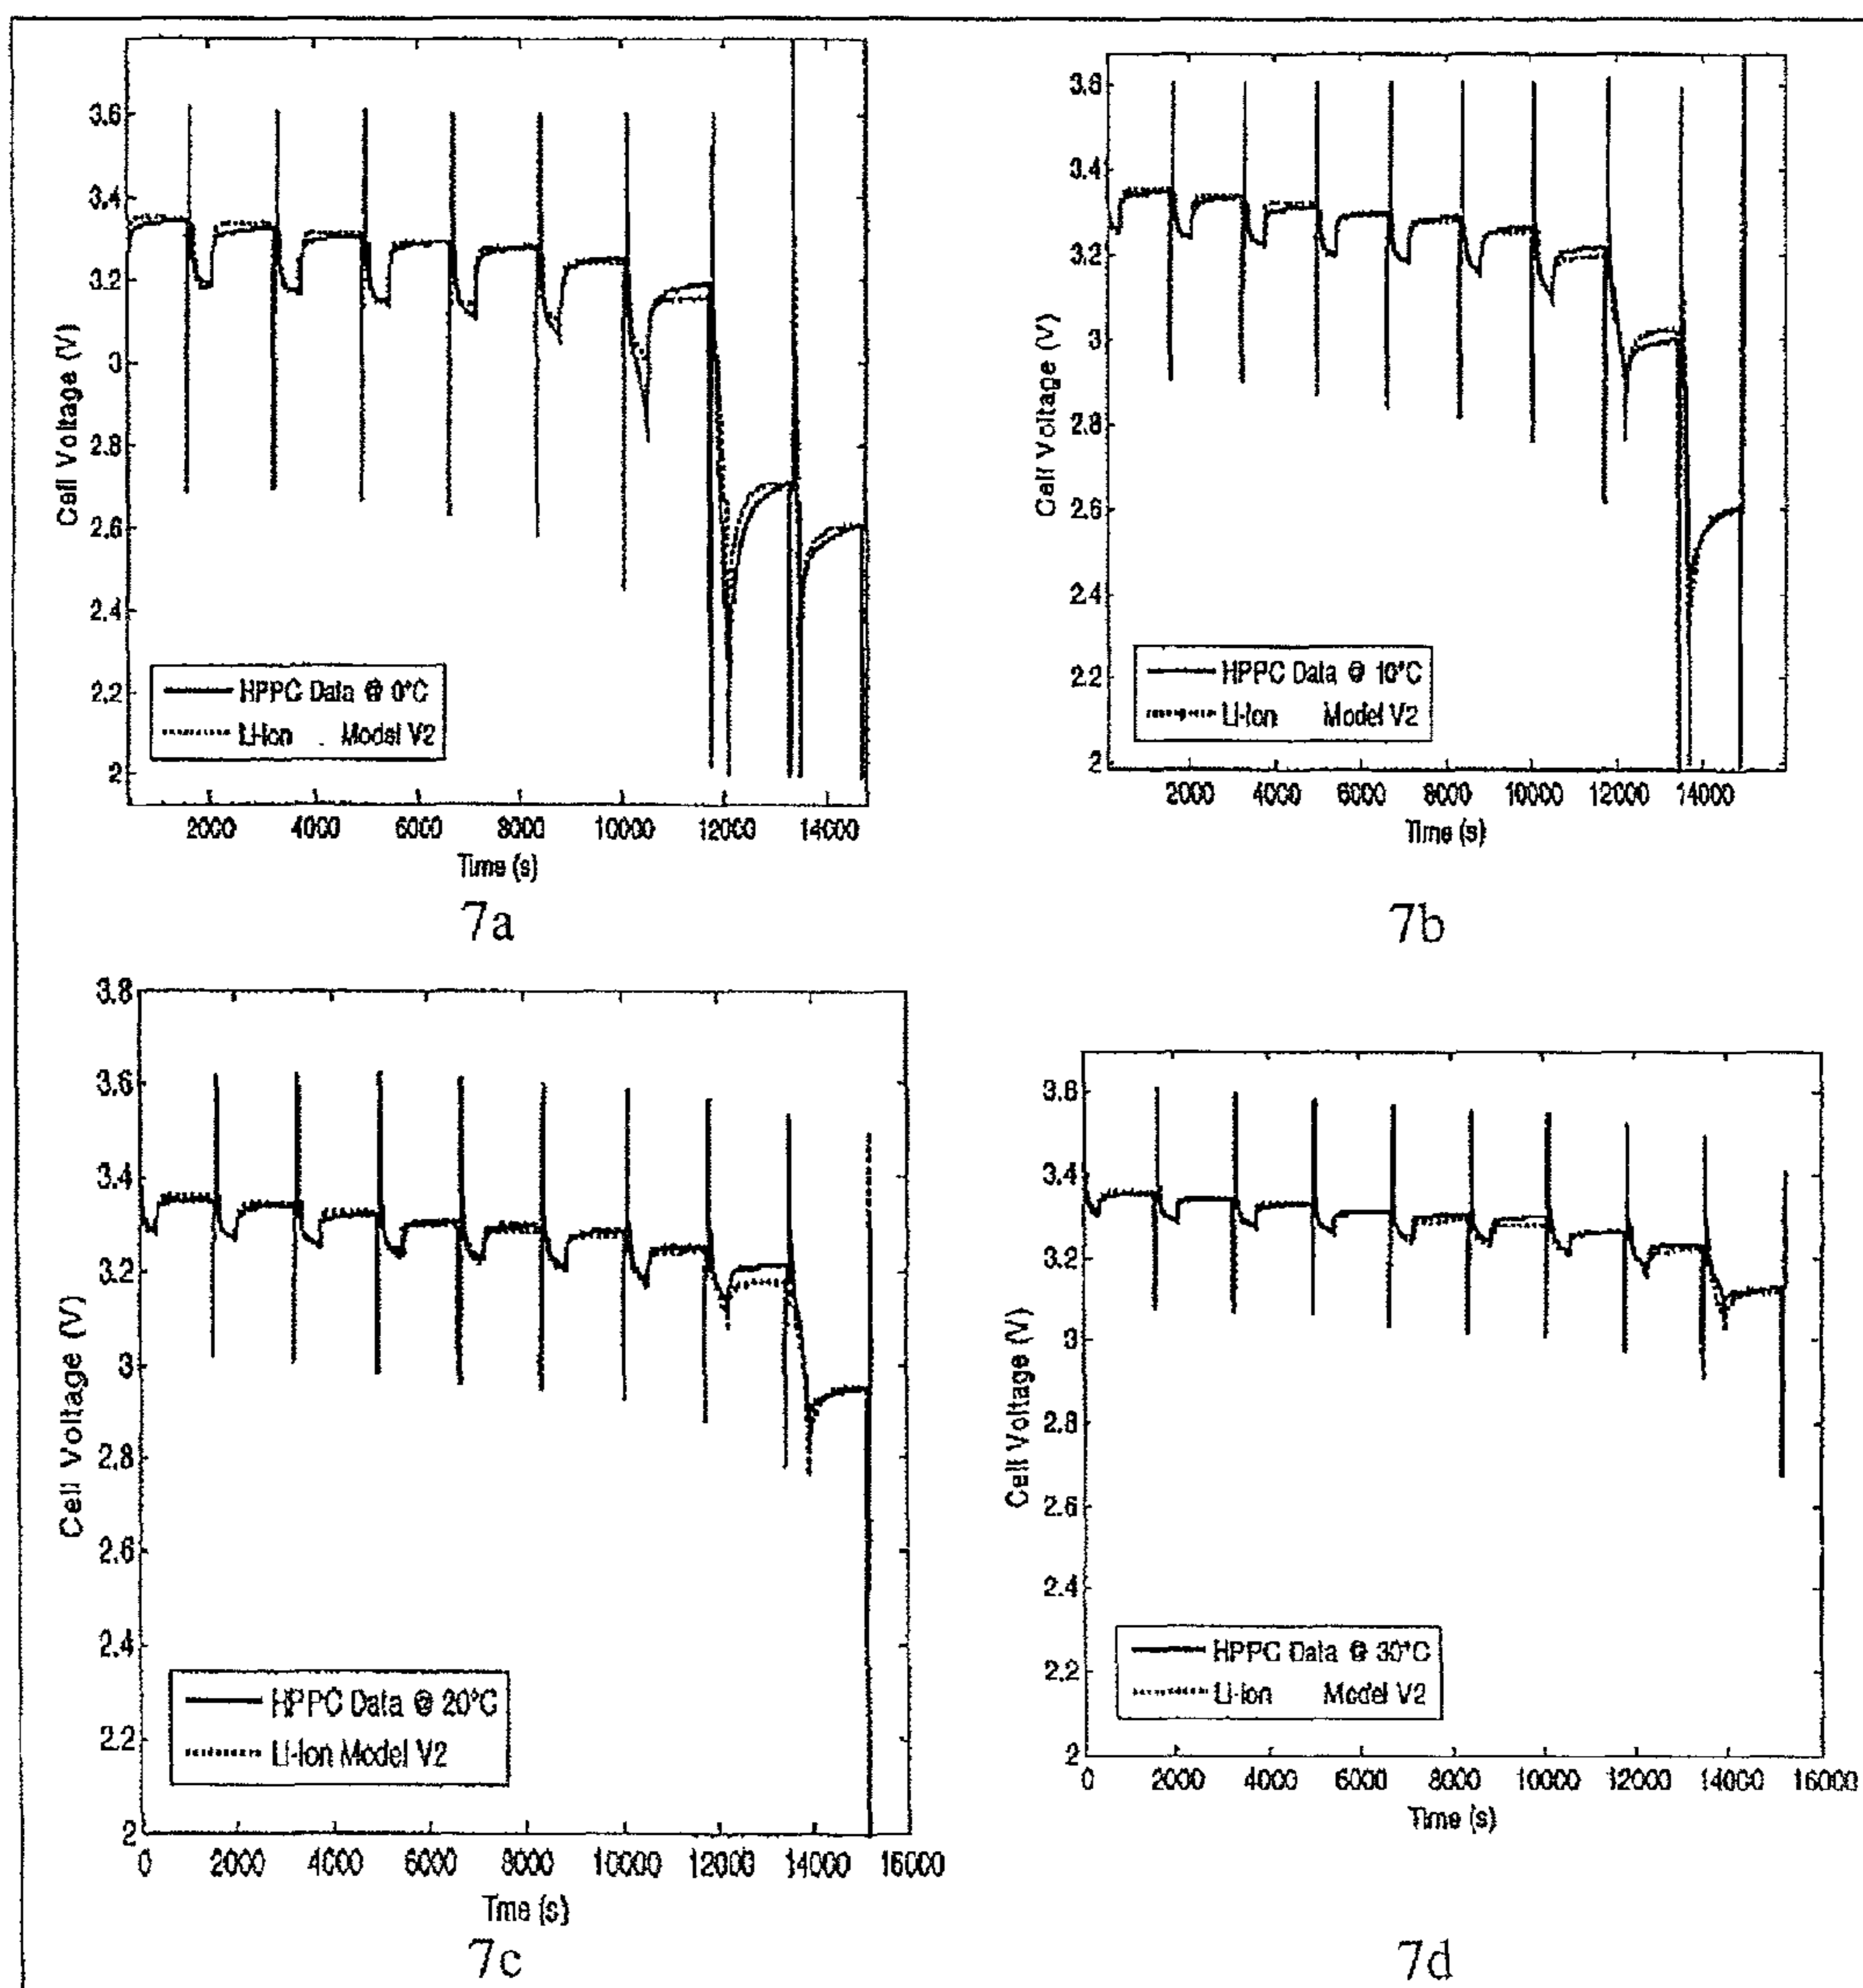 3.6
3.4
3.2
3
2.8
2.6
2.4
2.2
2
Cell Voltage (V)
HPPC Data @ 0°C
Li-Ion . Model V2
2000 4000 6000 8000 10000 12000 14000
Time (s)
7a
3.6
3.4
3.2
3
2.8
2.6
2.4
2.2
2
Cell Voltage (V)
HPPC Data @ 10°C
Li-Ion Model V2
2000 4000 6000 8000 10000 12000 14000
Time (s)
7b
3.8
3.6
3.4
3.2
3
2.8
2.6
2.4
2.2
2
Cell Voltage (V)
HPPC Data @ 20°C
Li-Ion Model V2
0 2000 4000 6000 8000 10000 12000 14000 16000
Tme (s)
7c
3.6
3.4
3.2
3
2.8
2.6
2.4
2.2
2
Cell Voltage (V)
HPPC Data @ 30°C
Li-Ion Model V2
0 2000 4000 6000 8000 10000 12000 14000 16000
Time (s)
7d